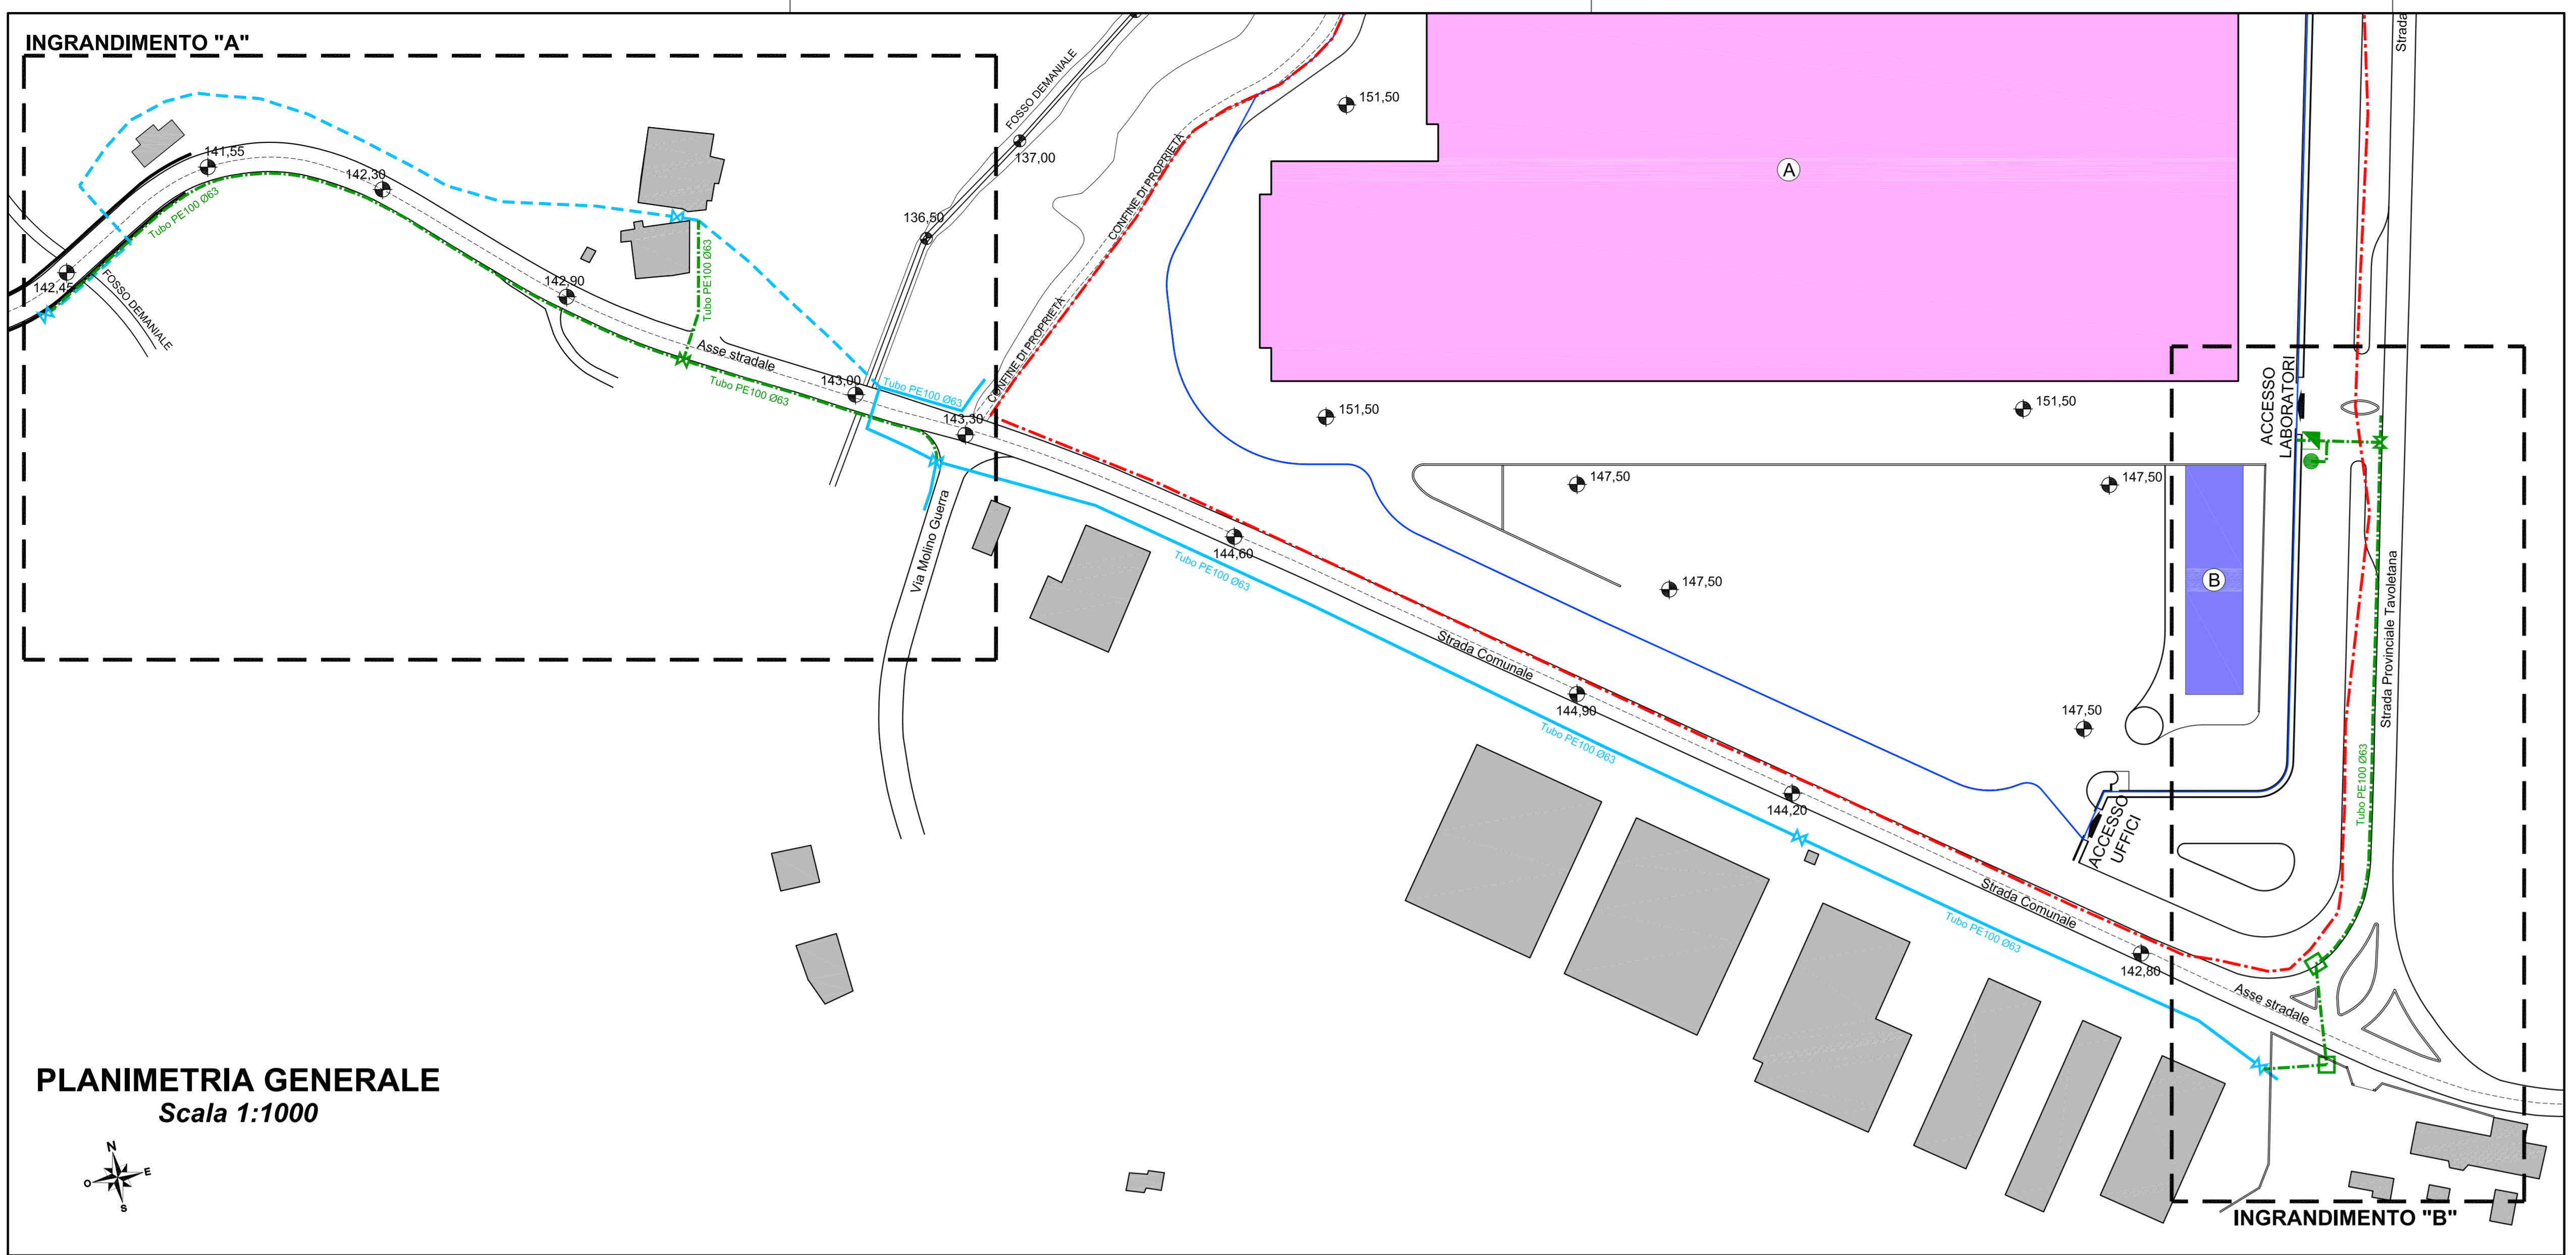 INGRANDIMENTO "A"
Strada
FOSSO DEMANIALE
151,50
141,55
137,00
142,30
CONFINE DI PROPRIETÀ
A
Tubo PE100 Ø63
136,50
Tubo PE100 Ø63
142,45
FOSSO DEMANIALE
142,90
CONFINE DI PROPRIETÀ
Asse stradale
143,00
Tubo PE100 Ø63
Tubo PE100 Ø63
143,30
151,50
151,50
ACCESSO
LABORATORI
147,50
147,50
Via Molino Guerra
144,60
Tubo PE100 Ø63
147,50
B
Strada Provinciale Tavoletana
Strada Comunale
144,90
147,50
Tubo PE100 Ø63
Tubo PE100 Ø63
144,20
ACCESSO
UFFICI
Strada Comunale
Tubo PE100 Ø63
142,80
Asse stradale
PLANIMETRIA GENERALE
Scala 1:1000
N
O
E
S
INGRANDIMENTO "B"